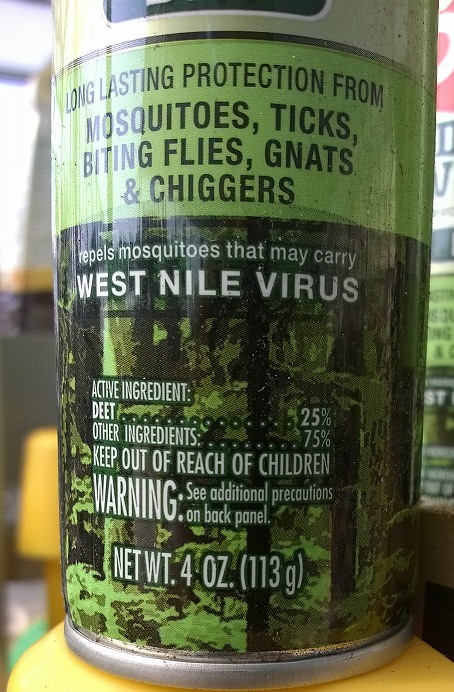 LONG LASTING PROTECTION FROM
MOSQUITOES, TICKS,
BITING FLIES, GNATS
& CHIGGERS
repels mosquitoes that may carry
WEST NILE VIRUS
ACTIVE INGREDIENT:
DEET 25%
OTHER INGREDIENTS: 75%
KEEP OUT OF REACH OF CHILDREN
WARNING: See additional precautions
on back panel.
NET WT. 4 OZ. (113 g)